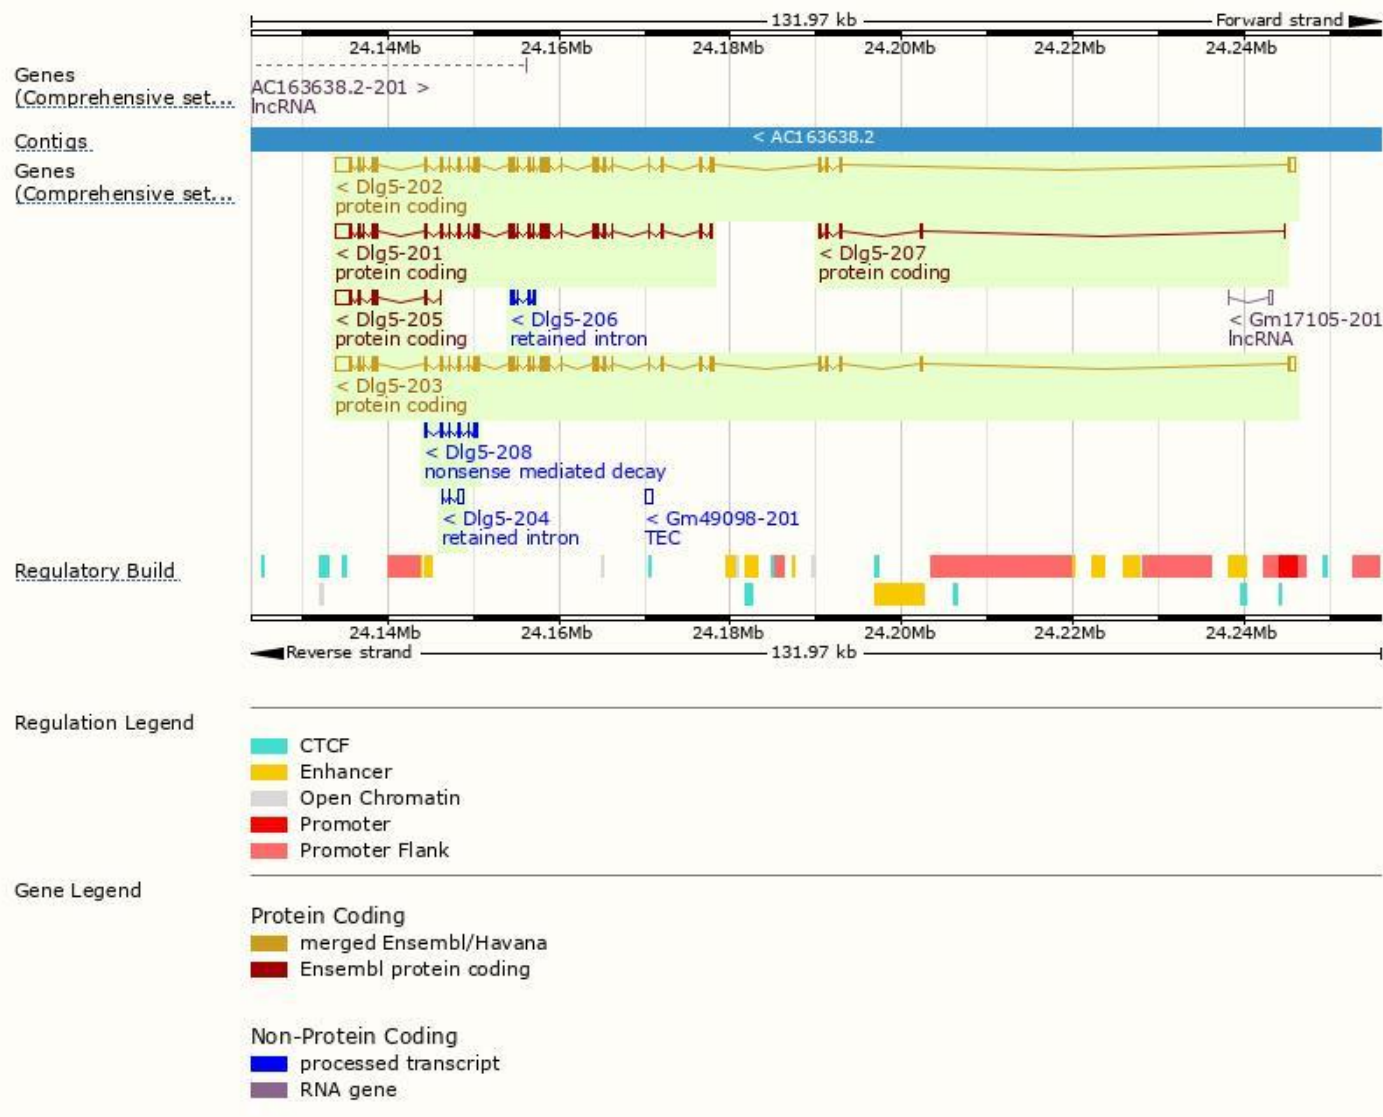 131.97 kb
Forward strand
24.14Mb 24.16Mb 24.18Mb 24.20Mb 24.22Mb 24.24Mb
Genes
(Comprehensive set...
AC163638.2-201 >
lncRNA
Contigs
< AC163638.2
Genes
(Comprehensive set...
< Dlg5-202
protein coding
< Dlg5-201
protein coding
< Dlg5-207
protein coding
< Dlg5-205
protein coding
< Dlg5-206
retained intron
< Gm17105-201
lncRNA
< Dlg5-203
protein coding
< Dlg5-208
nonsense mediated decay
< Dlg5-204
retained intron
< Gm49098-201
TEC
Regulatory Build
24.14Mb 24.16Mb 24.18Mb 24.20Mb 24.22Mb 24.24Mb
Reverse strand
131.97 kb
Regulation Legend
CTCF
Enhancer
Open Chromatin
Promoter
Promoter Flank
Gene Legend
Protein Coding
merged Ensembl/Havana
Ensembl protein coding
Non-Protein Coding
processed transcript
RNA gene